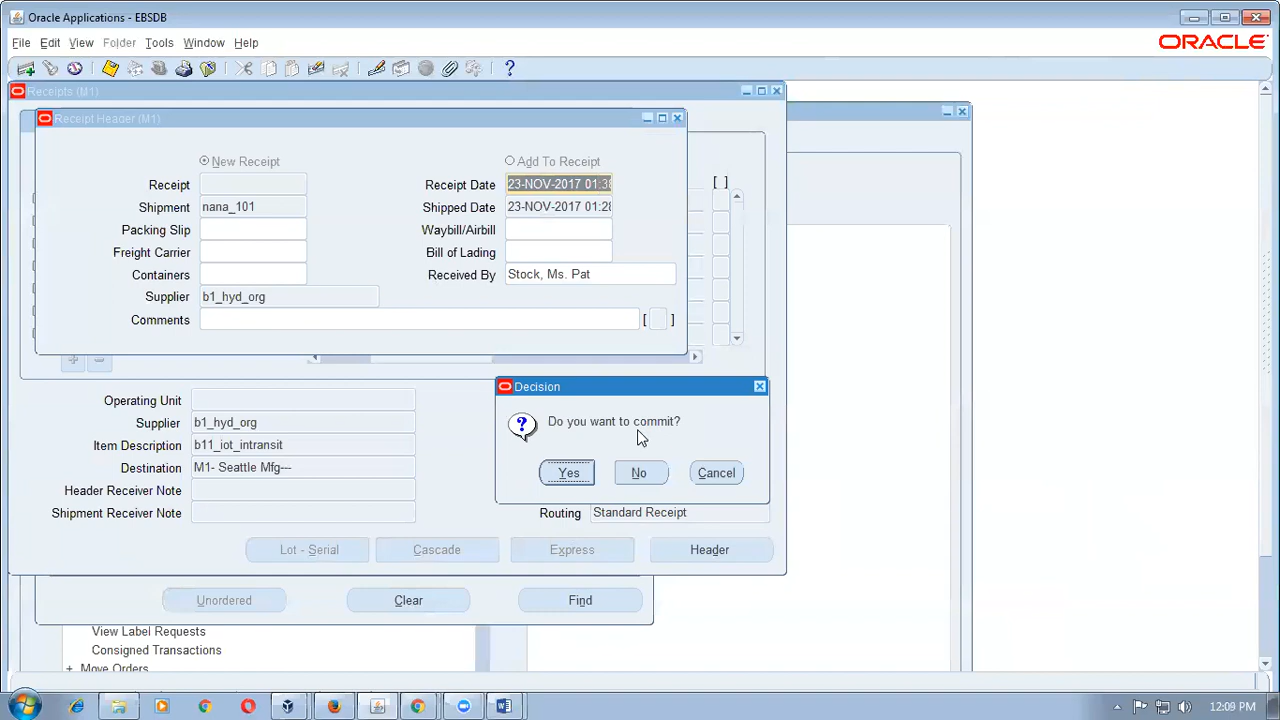 Oracle Applications - EBSDB
File Edit View Folder Tools Window Help
ORACLE
Receipts (M1)
Receipt Header (M1)
New Receipt
Add To Receipt
[ ]
Receipt
Receipt Date 23-NOV-2017 01:3
Shipment nana_101
Shipped Date 23-NOV-2017 01:28
Packing Slip
Waybill/Airbill
Freight Carrier
Bill of Lading
Containers
Received By Stock, Ms. Pat
Supplier b1_hyd_org
Comments
[ ]
Decision
Do you want to commit?
Yes No Cancel
Operating Unit
Supplier b1_hyd_org
Item Description b11_iot_intransit
Destination M1- Seattle Mfg---
Header Receiver Note
Shipment Receiver Note
Routing Standard Receipt
Lot - Serial Cascade Express Header
Unordered Clear Find
View Label Requests
Consigned Transactions
+ Move Orders
12:09 PM